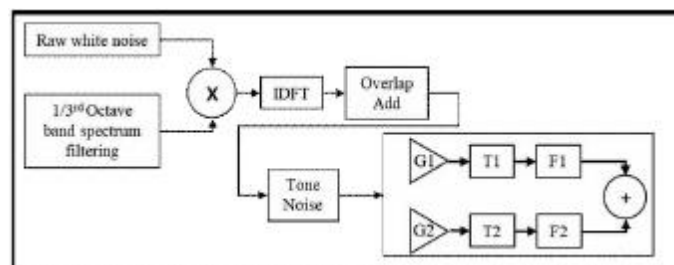 Raw white noise
X
IDFT
Overlap
Add
1/3rd Octave
band spectrum
filtering
Tone
Noise
G1
T1
F1
+
G2
T2
F2